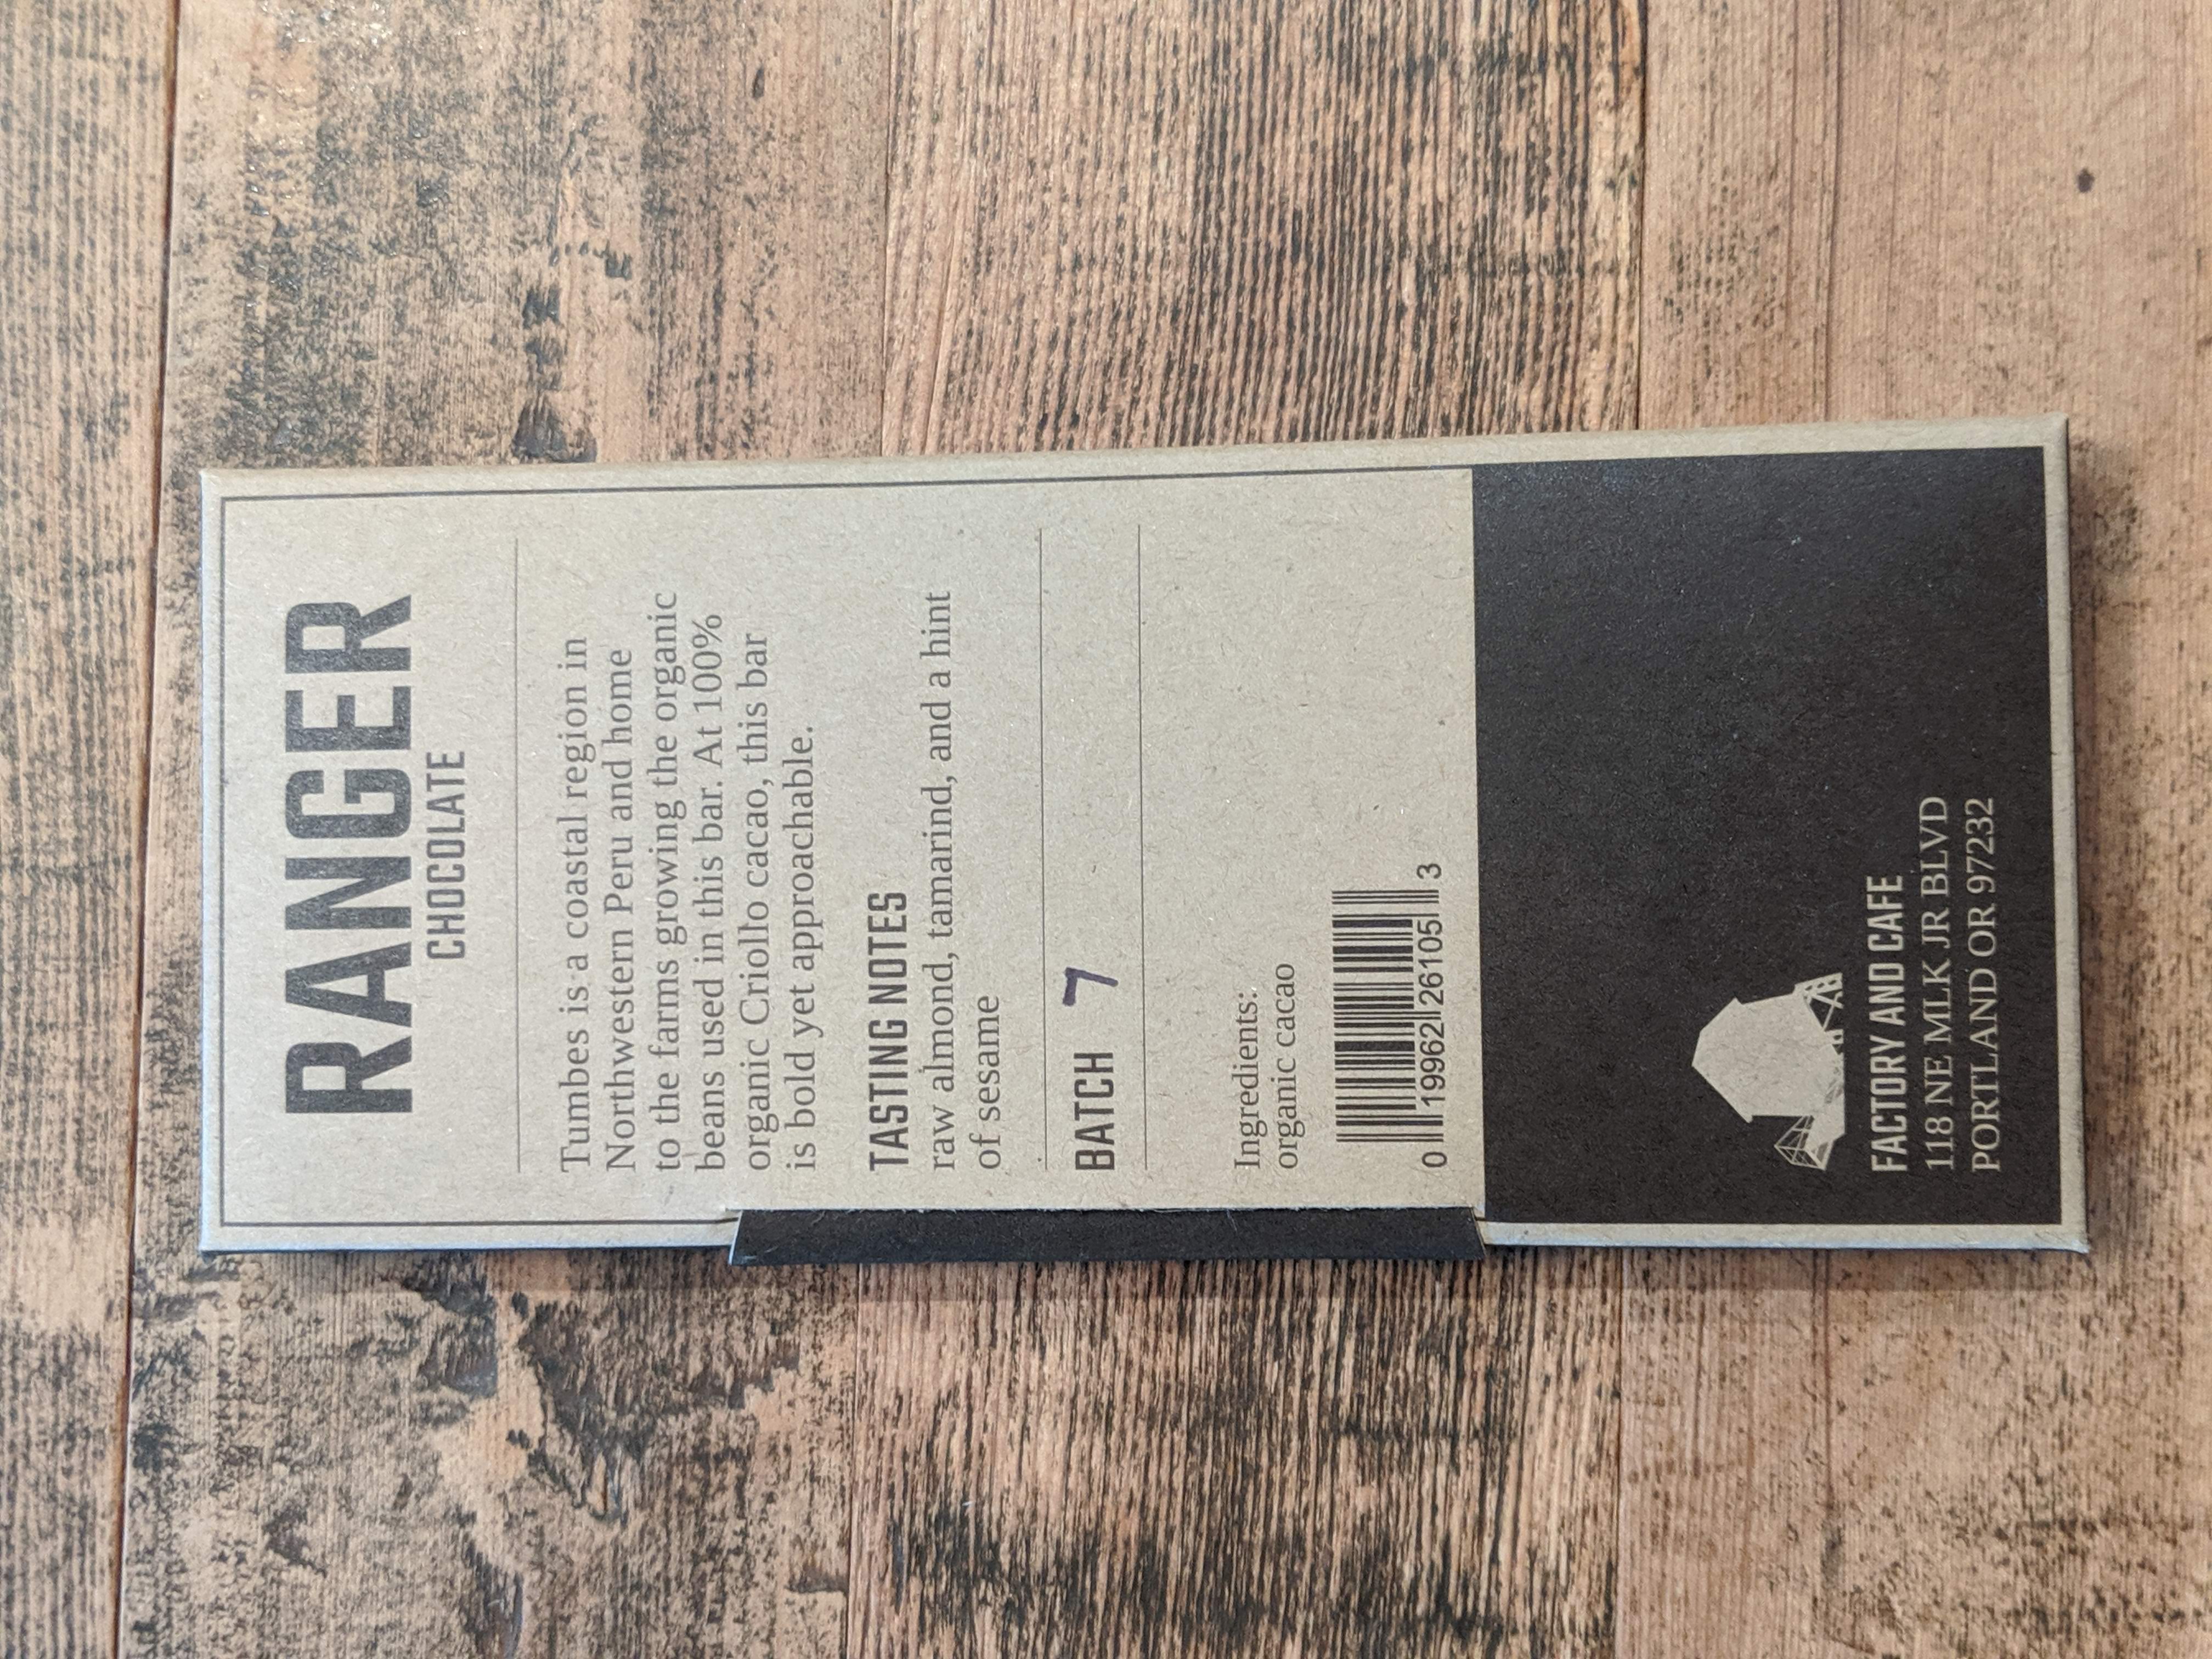 RANGER
CHOCOLATE
Tumbes is a coastal region in
Northwestern Peru and home
to the farms growing the organic
beans used in this bar. At 100%
organic Criollo cacao, this bar
is bold yet approachable.
TASTING NOTES
raw almond, tamarind, and a hint
of sesame
BATCH 7
Ingredients:
organic cacao
0 19962 26105 3
FACTORY AND CAFE
118 NE MLK JR BLVD
PORTLAND OR 97232